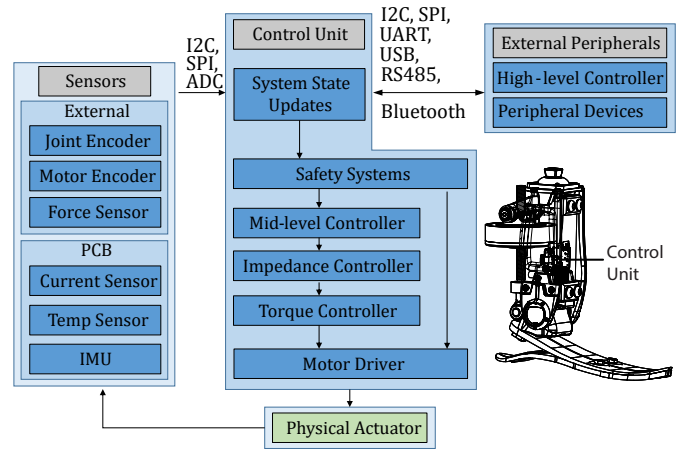 Sensors
External
Joint Encoder
Motor Encoder
Force Sensor
PCB
Current Sensor
Temp Sensor
IMU
I2C,
SPI,
ADC
Control Unit
System State
Updates
Safety Systems
Mid-level Controller
Impedance Controller
Torque Controller
Motor Driver
Physical Actuator
I2C, SPI,
UART,
USB,
RS485,
Bluetooth
External Peripherals
High-level Controller
Peripheral Devices
Control
Unit